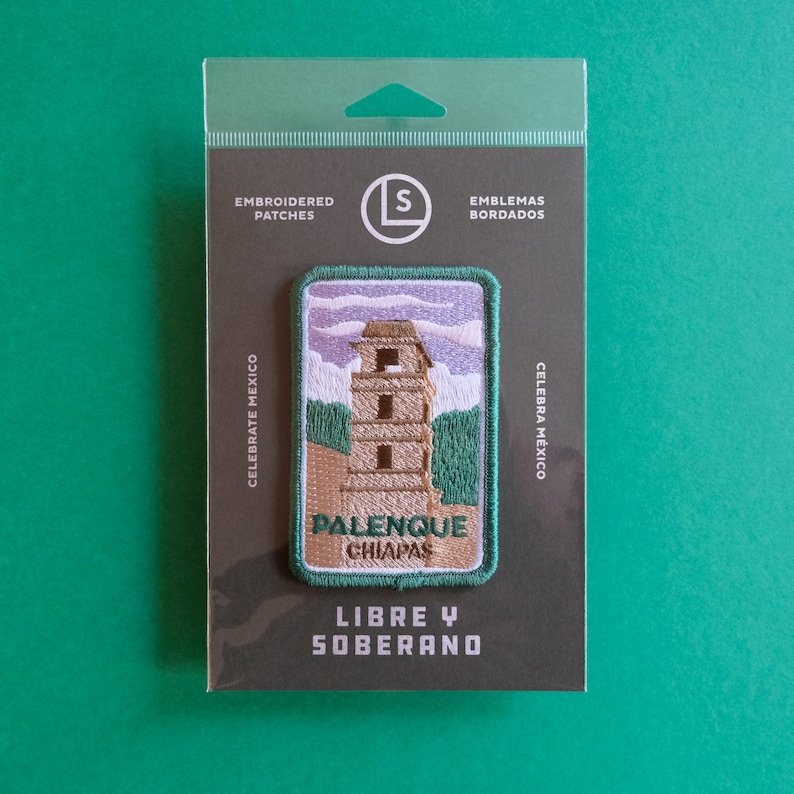 EMBROIDERED
PATCHES
LS
EMBLEMAS
BORDADOS
CELEBRATE MEXICO
CELEBRA MÉXICO
PALENQUE
CHIAPAS
LIBRE Y
SOBERANO